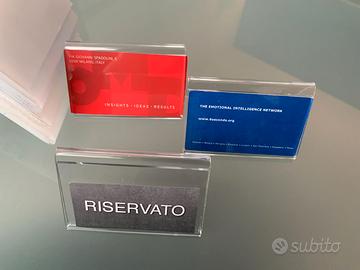 VIA GIOVANNI SPADOLINI, 5
20141 MILANO, ITALY
INSIGHTS • IDEAS • RESULTS
THE EMOTIONAL INTELLIGENCE NETWORK
www.6seconds.org
RISERVATO
subito